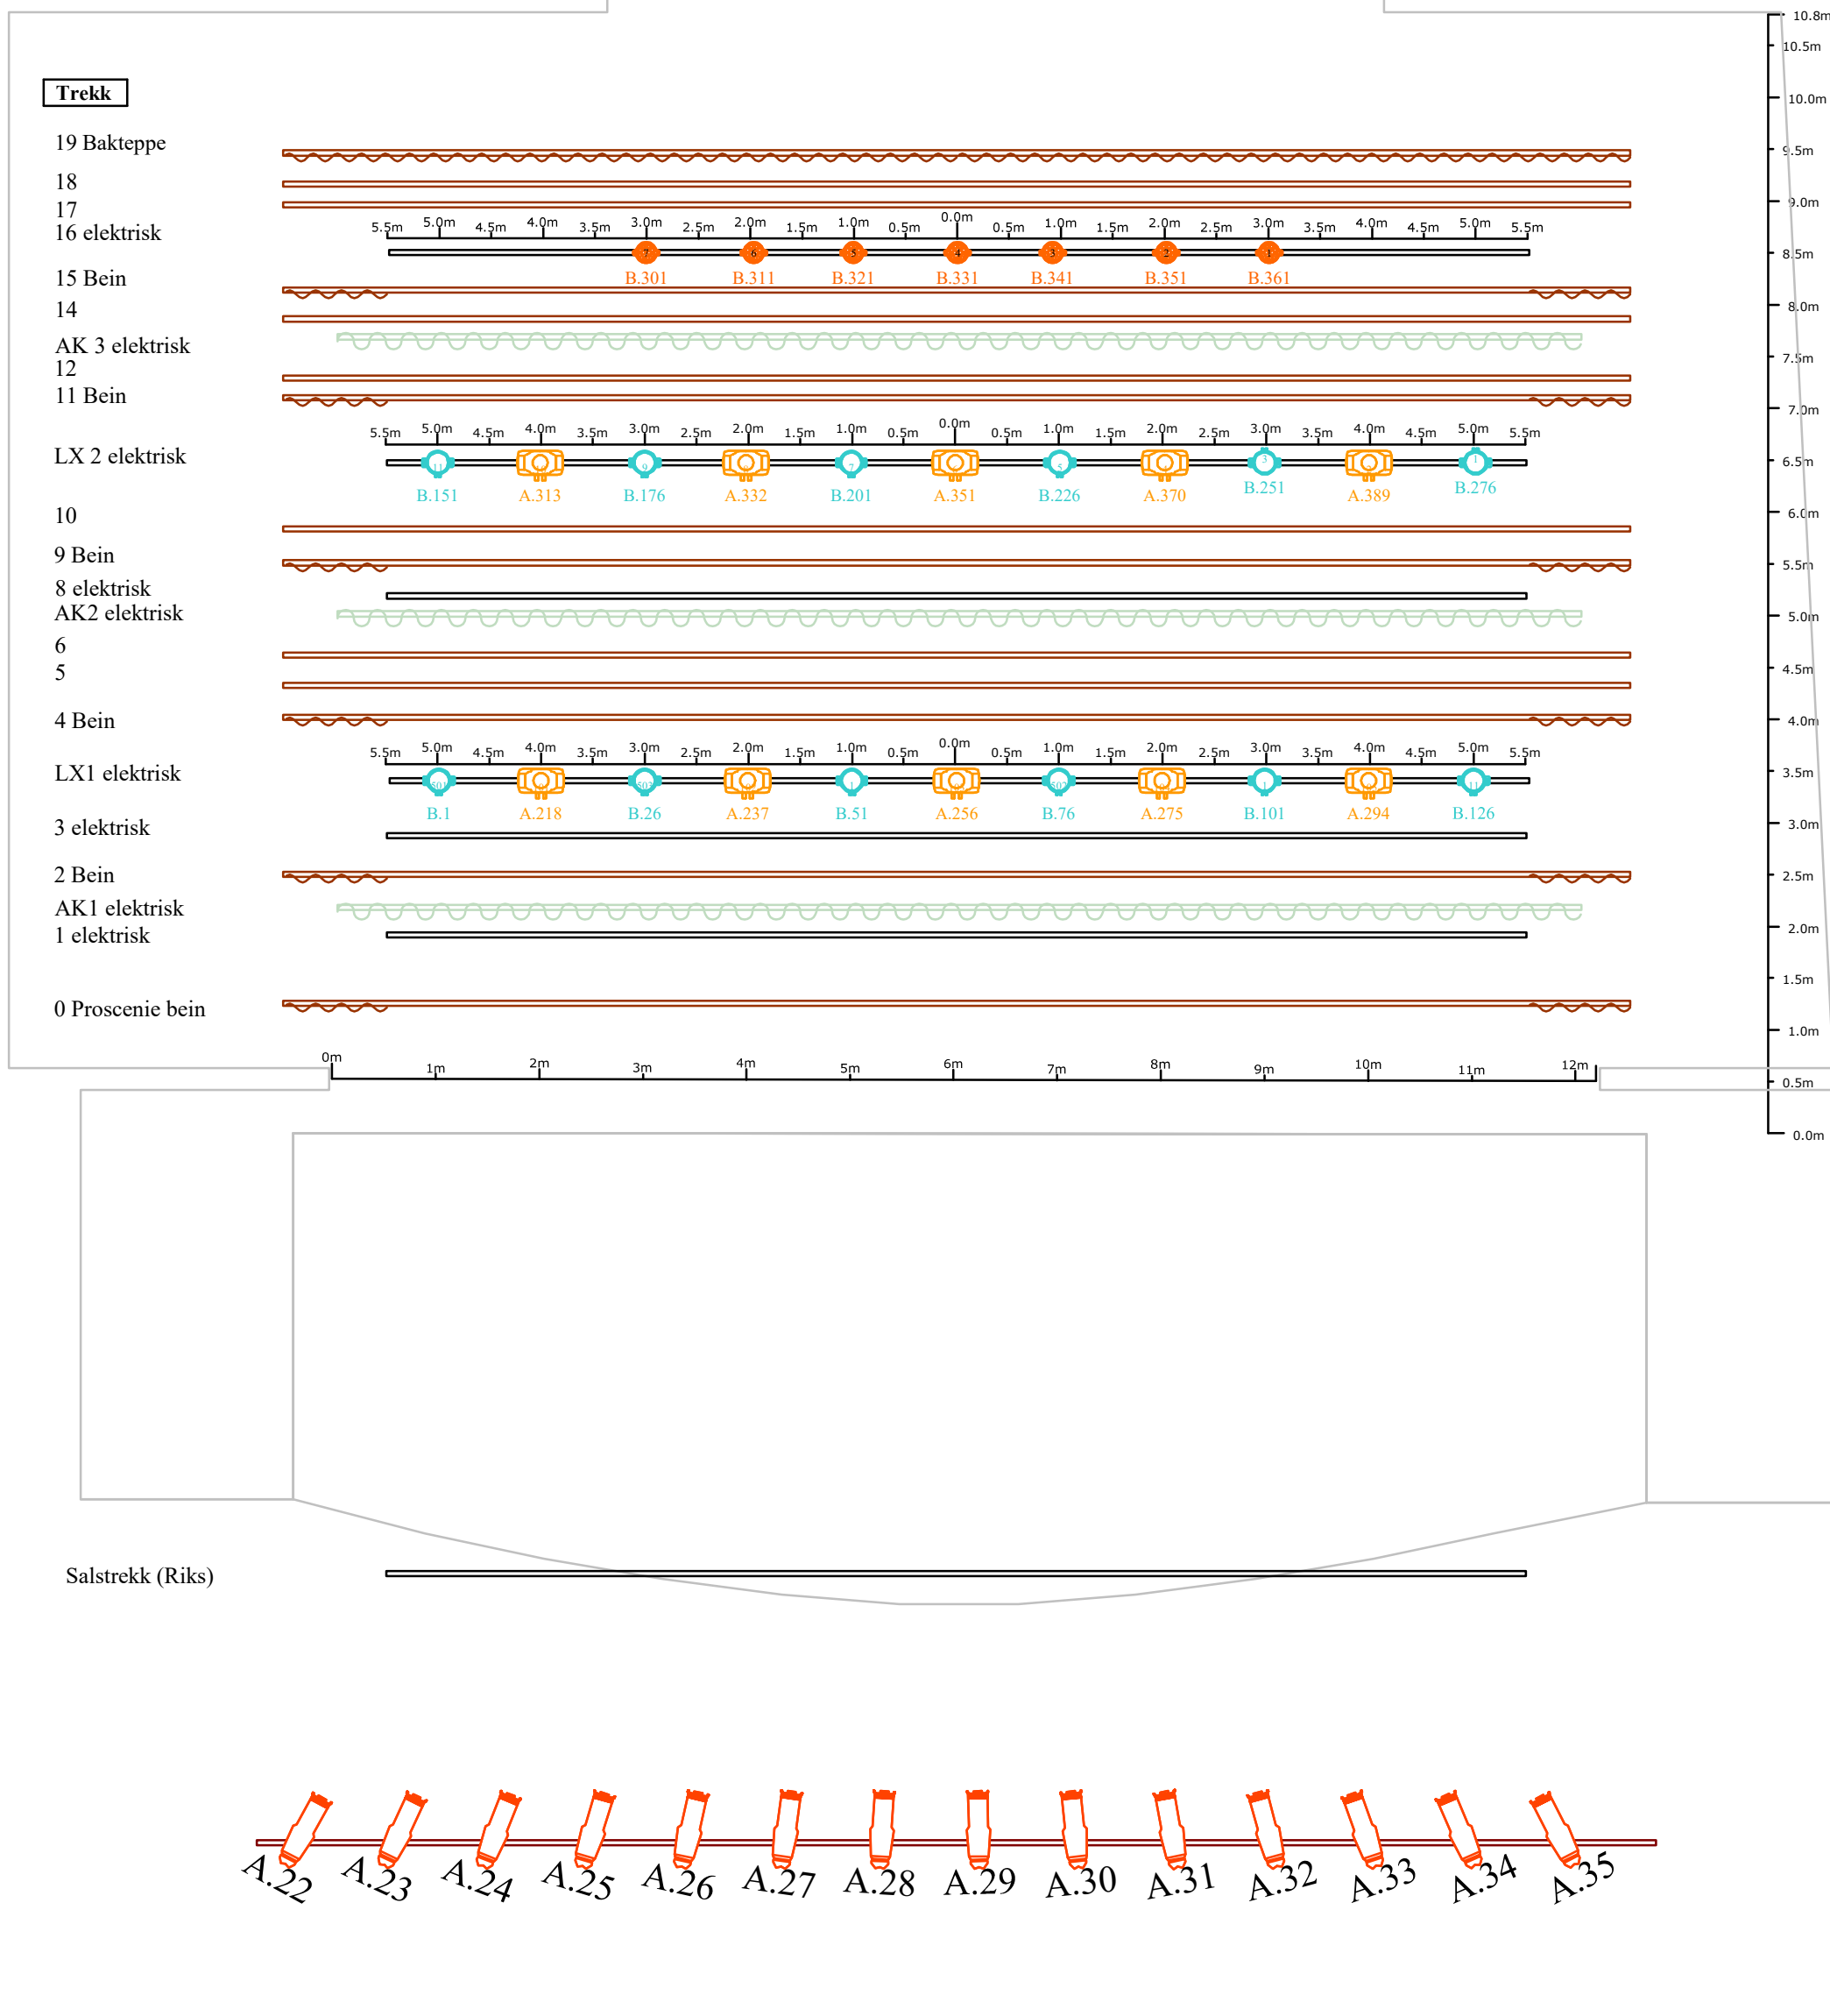 10.8m
10.5m
Trekk
10.0m
19 Bakteppe
9.5m
18
17
9.0m
16 elektrisk
5.5m 5.0m 4.5m 4.0m 3.5m 3.0m 2.5m 2.0m 1.5m 1.0m 0.5m 0.0m 0.5m 1.0m 1.5m 2.0m 2.5m 3.0m 3.5m 4.0m 4.5m 5.0m 5.5m
7 6 5 4 3 2 1
8.5m
B.301 B.311 B.321 B.331 B.341 B.351 B.361
15 Bein
8.0m
14
AK 3 elektrisk
7.5m
12
11 Bein
7.0m
5.5m 5.0m 4.5m 4.0m 3.5m 3.0m 2.5m 2.0m 1.5m 1.0m 0.5m 0.0m 0.5m 1.0m 1.5m 2.0m 2.5m 3.0m 3.5m 4.0m 4.5m 5.0m 5.5m
LX 2 elektrisk
11 9 7 5 3 1
6.5m
B.151 A.313 B.176 A.332 B.201 A.351 B.226 A.370 B.251 A.389 B.276
10
6.0m
9 Bein
5.5m
8 elektrisk
AK2 elektrisk
5.0m
6
5
4.5m
4 Bein
4.0m
5.5m 5.0m 4.5m 4.0m 3.5m 3.0m 2.5m 2.0m 1.5m 1.0m 0.5m 0.0m 0.5m 1.0m 1.5m 2.0m 2.5m 3.0m 3.5m 4.0m 4.5m 5.0m 5.5m
LX1 elektrisk
3.5m
B.1 A.218 B.26 A.237 B.51 A.256 B.76 A.275 B.101 A.294 B.126
3 elektrisk
3.0m
2 Bein
2.5m
AK1 elektrisk
1 elektrisk
2.0m
1.5m
0 Proscenie bein
1.0m
0m 1m 2m 3m 4m 5m 6m 7m 8m 9m 10m 11m 12m
0.5m
0.0m
Salstrekk (Riks)
A.22 A.23 A.24 A.25 A.26 A.27 A.28 A.29 A.30 A.31 A.32 A.33 A.34 A.35